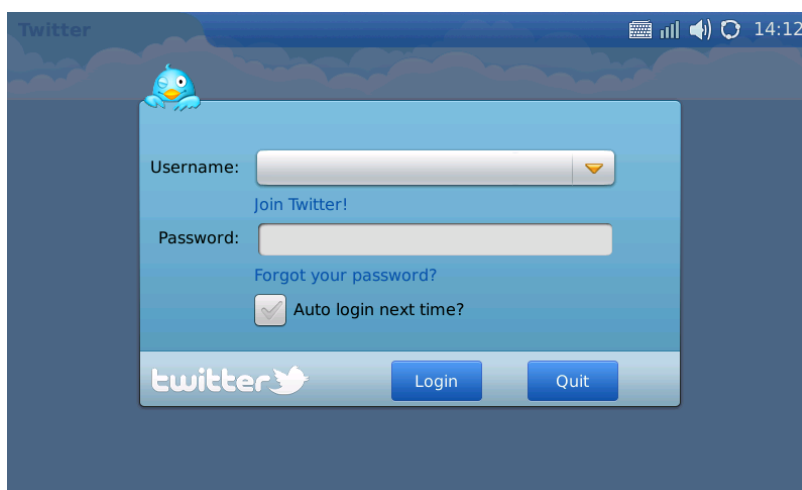 Twitter 14:12
Username:
Join Twitter!
Password:
Forgot your password?
Auto login next time?
twitter Login Quit